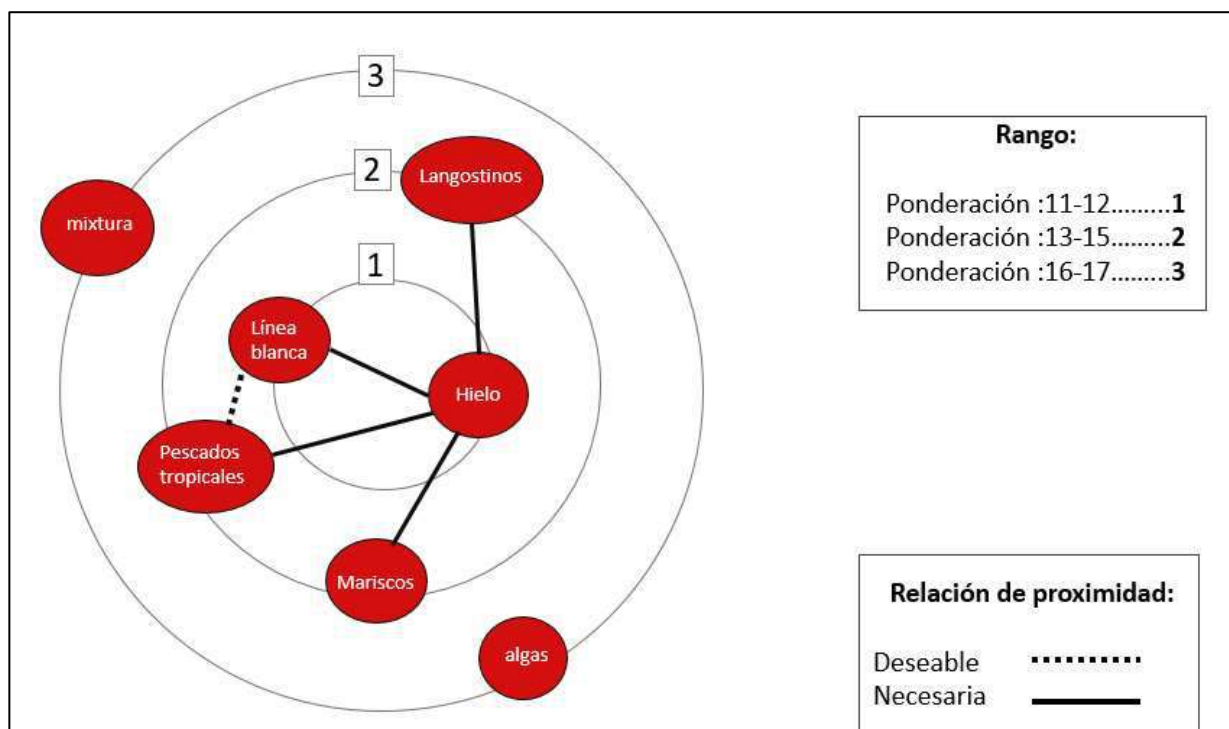 3
2
Langostinos
mixtura
1
Línea
blanca
Hielo
Pescados
tropicales
Mariscos
algas
Rango:
Ponderación :11-12.........1
Ponderación :13-15.........2
Ponderación :16-17.........3
Relación de proximidad:
Deseable
Necesaria